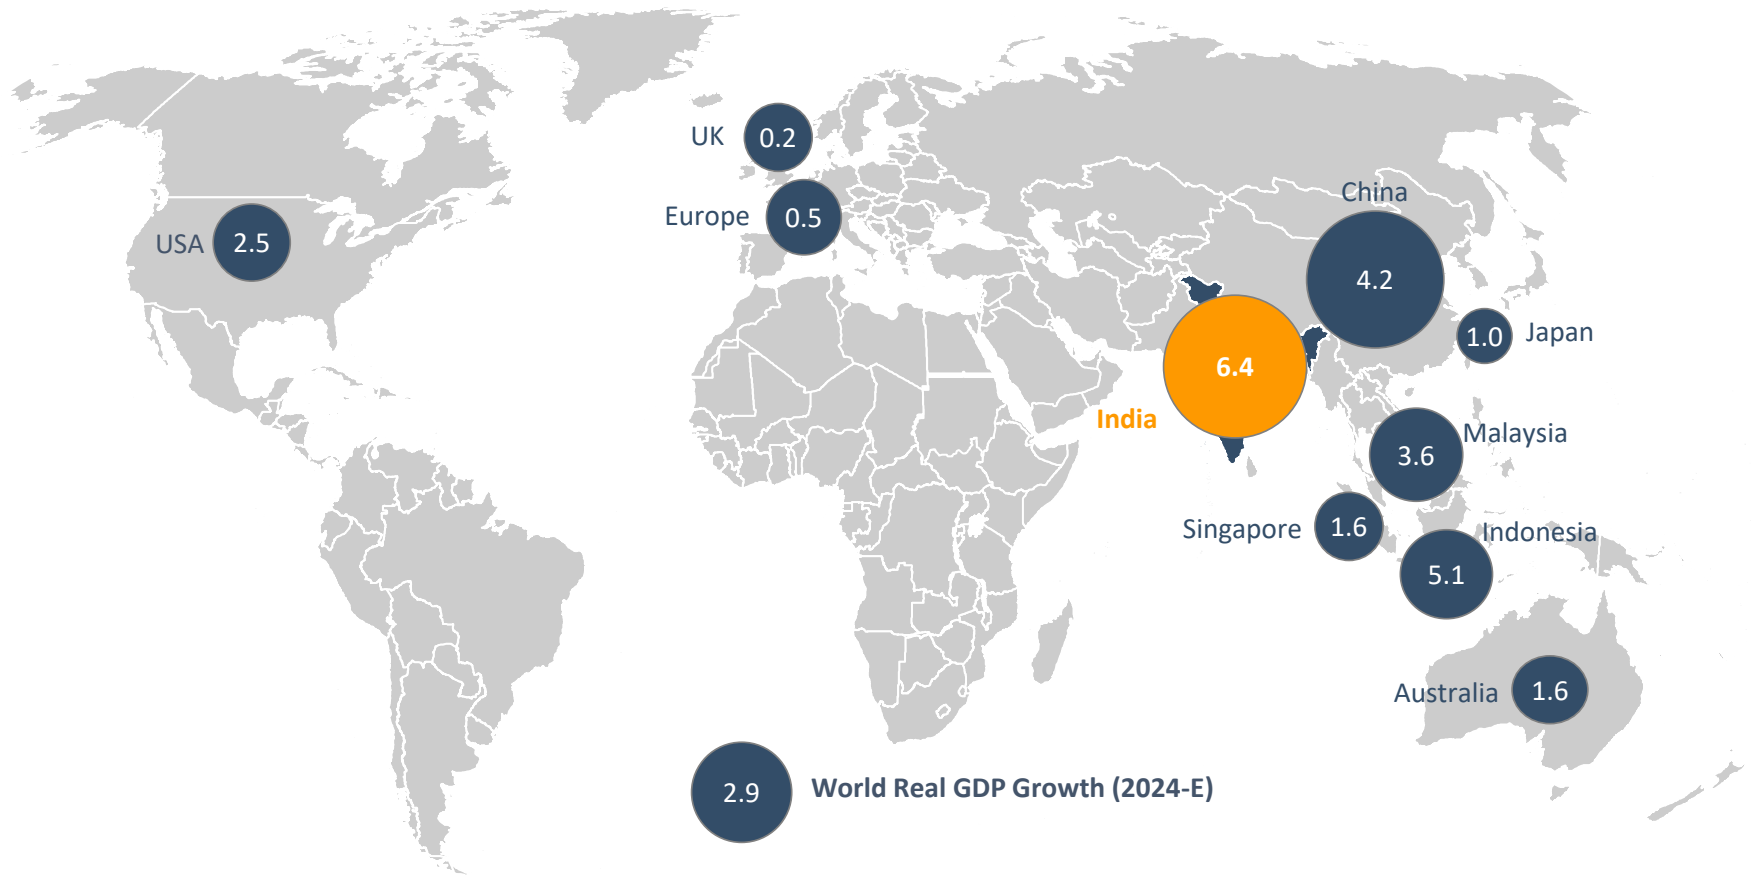 UK
0.2
Europe
0.5
USA
2.5
China
4.2
1.0
Japan
6.4
India
Malaysia
3.6
Singapore
1.6
Indonesia
5.1
Australia
1.6
2.9
World Real GDP Growth (2024-E)